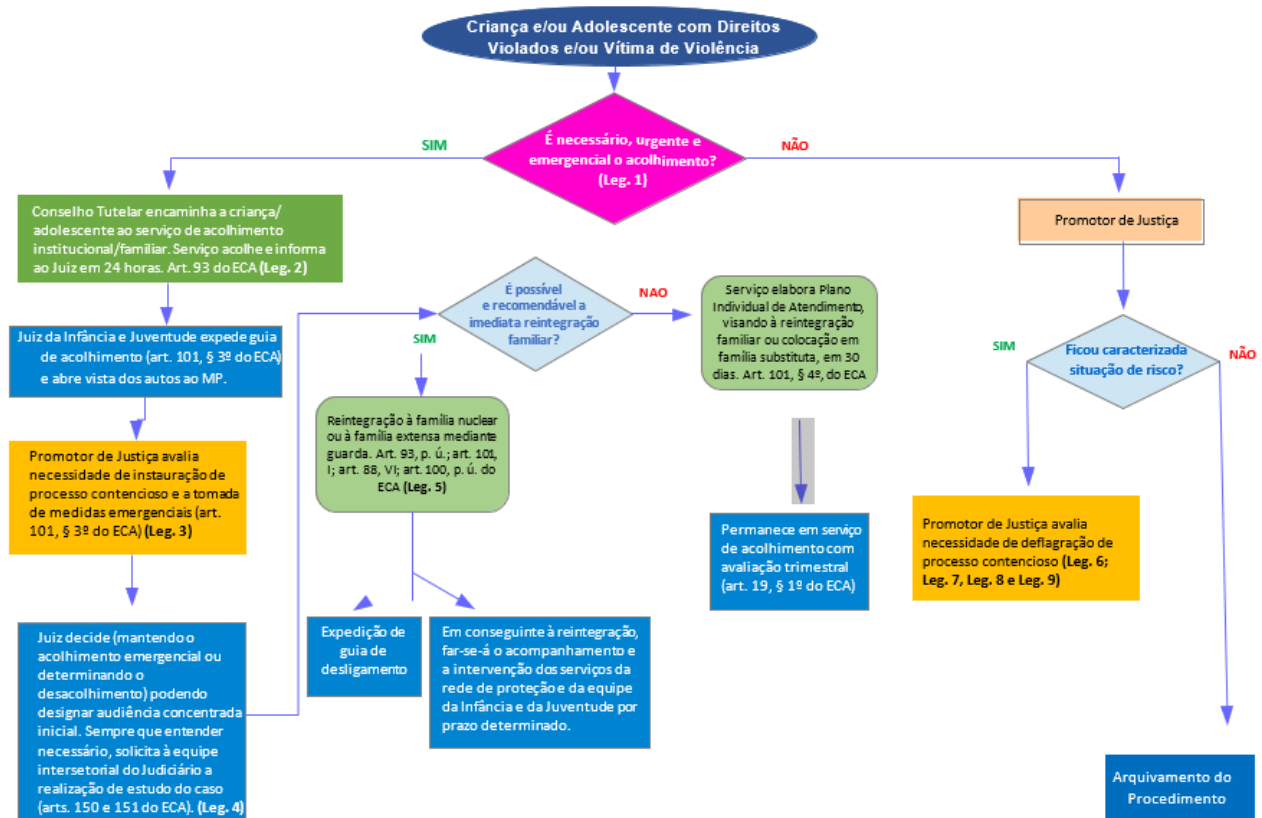 Criança e/ou Adolescente com Direitos
Violados e/ou Vítima de Violência
É necessário, urgente e
emergencial o acolhimento?
(Leg. 1)
SIM
NÃO
Conselho Tutelar encaminha a criança/
adolescente ao serviço de acolhimento
institucional/familiar. Serviço acolhe e informa
ao Juiz em 24 horas. Art. 93 do ECA (Leg. 2)
Juiz da Infância e Juventude expede guia
de acolhimento (art. 101, § 3º do ECA)
e abre vista dos autos ao MP.
Promotor de Justiça avalia
necessidade de instauração de
processo contencioso e a tomada
de medidas emergenciais (art.
101, § 3º do ECA) (Leg. 3)
Juiz decide (mantendo o
acolhimento emergencial ou
determinando o
desacolhimento) podendo
designar audiência concentrada
inicial. Sempre que entender
necessário, solicita à equipe
intersetorial do Judiciário a
realização de estudo do caso
(arts. 150 e 151 do ECA). (Leg. 4)
É possível
e recomendável a
imediata reintegração
familiar?
SIM
NAO
Reintegração à família nuclear
ou à família extensa mediante
guarda. Art. 93, p. ú.; art. 101,
I; art. 88, VI; art. 100, p. ú. do
ECA (Leg. 5)
Expedição de
guia de
desligamento
Em conseguinte à reintegração,
far-se-á o acompanhamento e
a intervenção dos serviços da
rede de proteção e da equipe
da Infância e da Juventude por
prazo determinado.
Serviço elabora Plano
Individual de Atendimento,
visando à reintegração
familiar ou colocação em
família substituta, em 30
dias. Art. 101, § 4º, do ECA
Permanece em serviço
de acolhimento com
avaliação trimestral
(art. 19, § 1º do ECA)
Promotor de Justiça
Ficou caracterizada
situação de risco?
SIM
NÃO
Promotor de Justiça avalia
necessidade de deflagração de
processo contencioso (Leg. 6;
Leg. 7, Leg. 8 e Leg. 9)
Arquivamento do
Procedimento